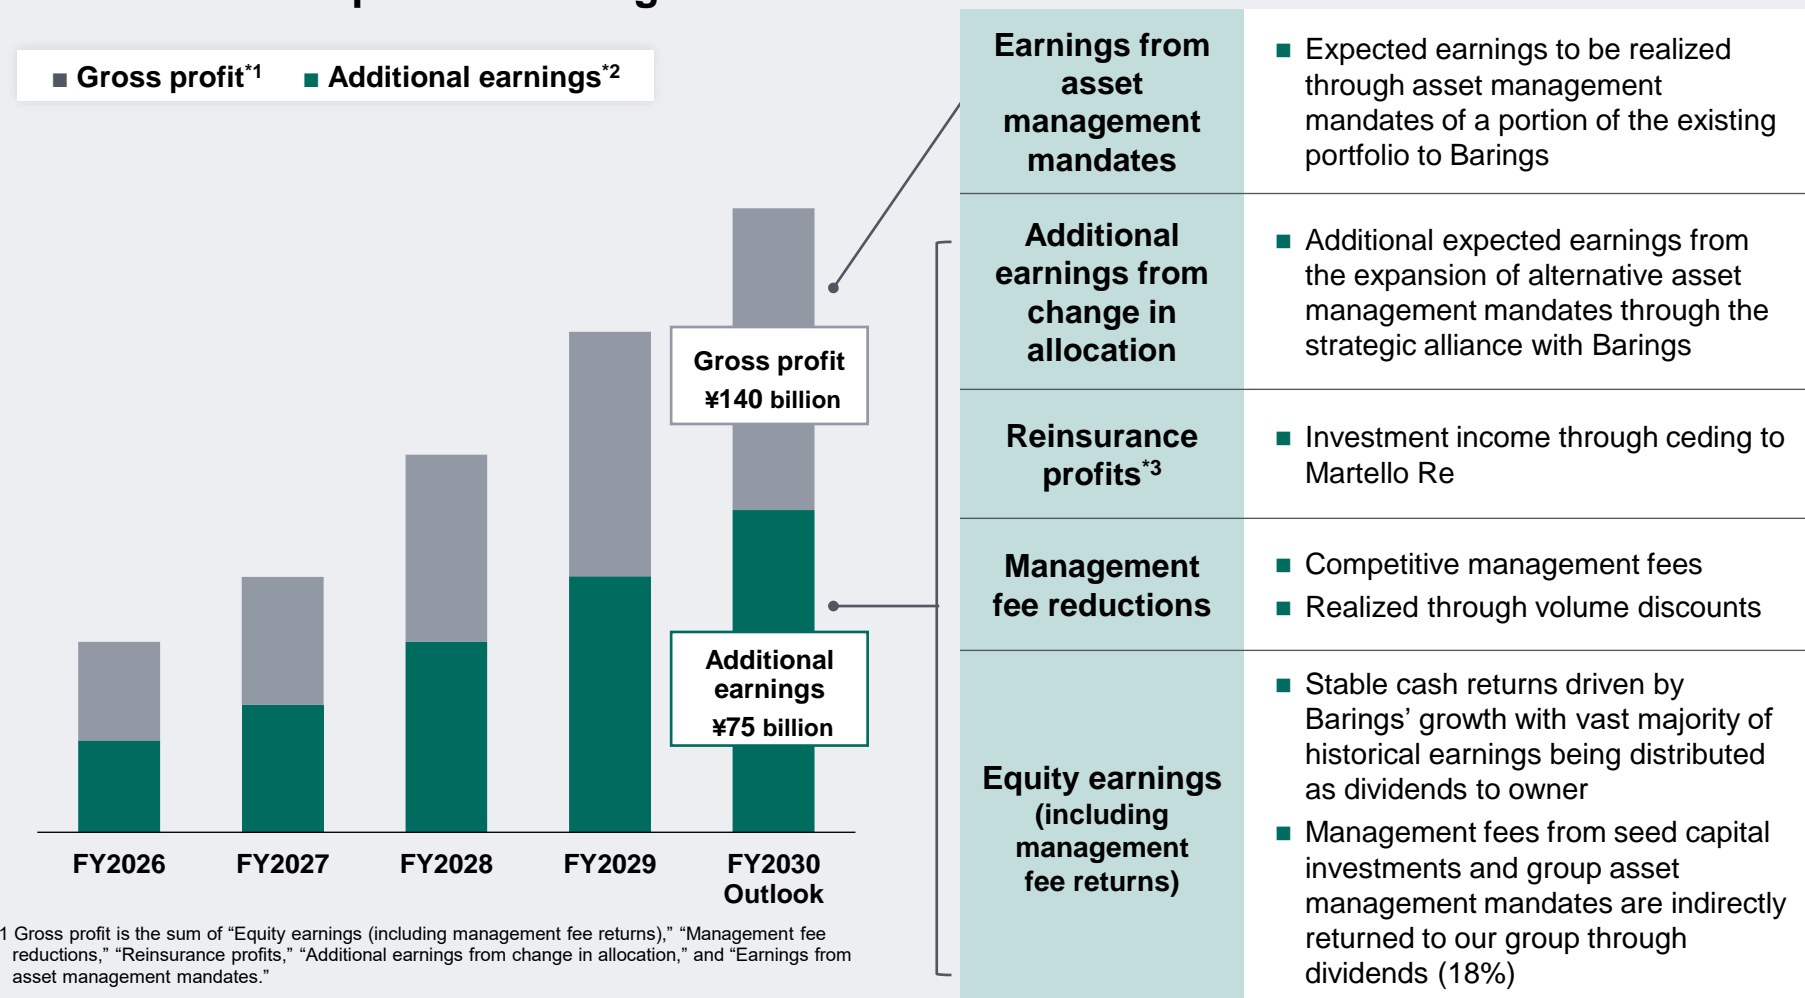 ■ Gross profit*1 ■ Additional earnings*2
Gross profit
¥140 billion
Additional
earnings
¥75 billion
FY2026
FY2027
FY2028
FY2029
FY2030
Outlook
1 Gross profit is the sum of “Equity earnings (including management fee returns),” “Management fee
reductions,” “Reinsurance profits,” “Additional earnings from change in allocation,” and “Earnings from
asset management mandates.”
Earnings from
asset
management
mandates
■ Expected earnings to be realized
through asset management
mandates of a portion of the existing
portfolio to Barings
Additional
earnings from
change in
allocation
■ Additional expected earnings from
the expansion of alternative asset
management mandates through the
strategic alliance with Barings
Reinsurance
profits*3
■ Investment income through ceding to
Martello Re
Management
fee reductions
■ Competitive management fees
■ Realized through volume discounts
Equity earnings
(including
management
fee returns)
■ Stable cash returns driven by
Barings’ growth with vast majority of
historical earnings being distributed
as dividends to owner
■ Management fees from seed capital
investments and group asset
management mandates are indirectly
returned to our group through
dividends (18%)